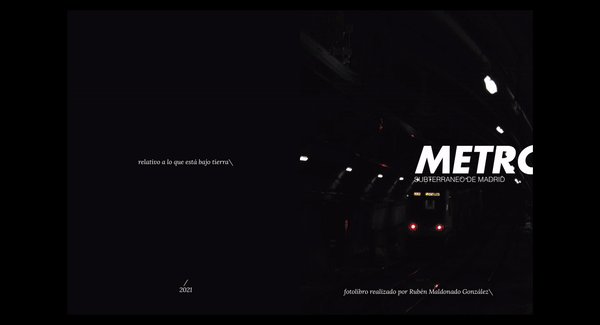 relativo a lo que está bajo tierra\
/
2021
METRO
SUBTERRANEO DE MADRID
fotolibro realizado por Rubén Maldonado González\